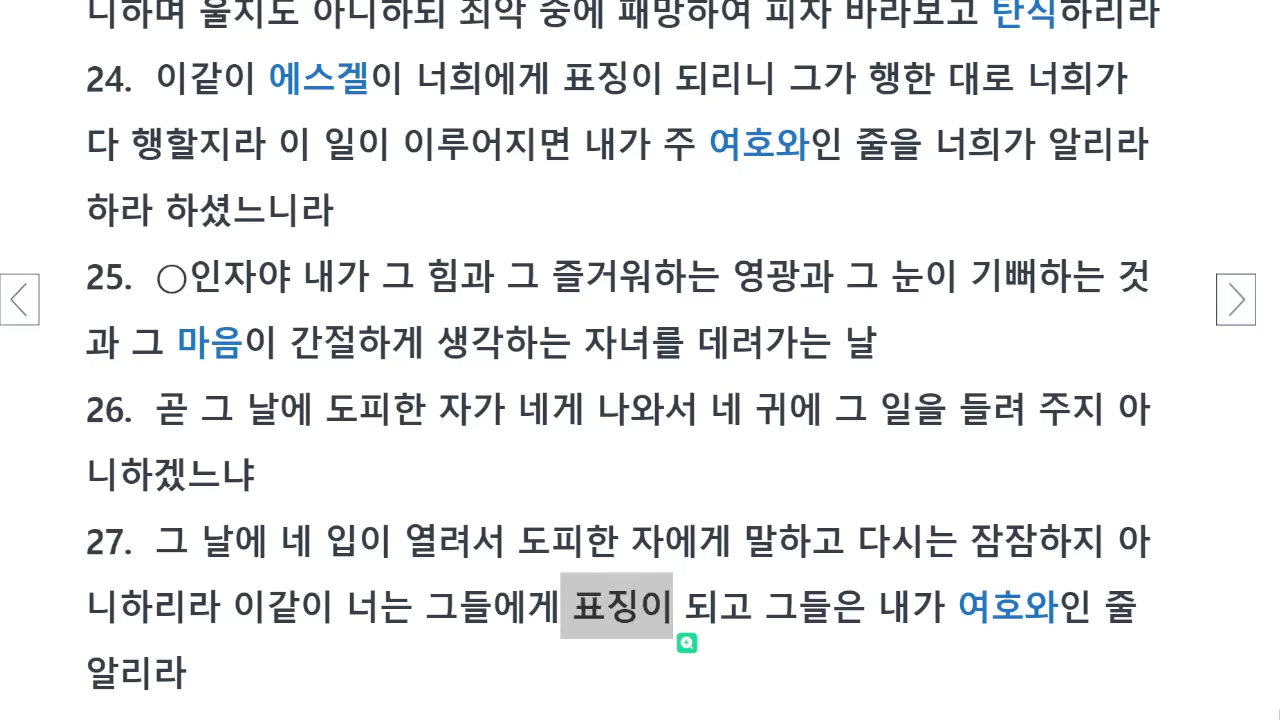 니하며 울지도 아니하되 죄악 중에 패망하여 피차 바라보고 탄식하리라
24. 이같이 에스겔이 너희에게 표징이 되리니 그가 행한 대로 너희가
다 행할지라 이 일이 이루어지면 내가 주 여호와인 줄을 너희가 알리라
하라 하셨느니라
25. ○인자야 내가 그 힘과 그 즐거워하는 영광과 그 눈이 기뻐하는 것
과 그 마음이 간절하게 생각하는 자녀를 데려가는 날
26. 곧 그 날에 도피한 자가 네게 나와서 네 귀에 그 일을 들려 주지 아
니하겠느냐
27. 그 날에 네 입이 열려서 도피한 자에게 말하고 다시는 잠잠하지 아
니하리라 이같이 너는 그들에게 표징이 되고 그들은 내가 여호와인 줄
알리라